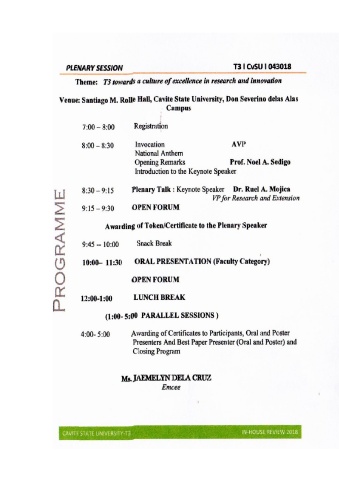 PLENARY SESSION
T3 I CvSU I 043018
Theme: T3 towards a culture of excellence in research and innovation
Venue: Santiago M. Rolle Hall, Cavite State University, Don Severino delas Alas
Campus
7:00 – 8:00 Registration
8:00 – 8:30 Invocation AVP
National Anthem
Opening Remarks Prof. Noel A. Sedigo
Introduction to the Keynote Speaker
8:30 – 9:15 Plenary Talk : Keynote Speaker Dr. Ruel A. Mojica
VP for Research and Extension
9:15 – 9:30 OPEN FORUM
Awarding of Token/Certificate to the Plenary Speaker
9:45 – 10:00 Snack Break
10:00– 11:30 ORAL PRESENTATION (Faculty Category)
OPEN FORUM
12:00-1:00 LUNCH BREAK
(1:00- 5:00 PARALLEL SESSIONS )
4:00- 5:00 Awarding of Certificates to Participants, Oral and Poster
Presenters And Best Paper Presenter (Oral and Poster) and
Closing Program
Ms. JAEMELYN DELA CRUZ
Emcee
PROGRAMME
CAVITE STATE UNIVERSITY-T3
IN-HOUSE REVIEW 2018